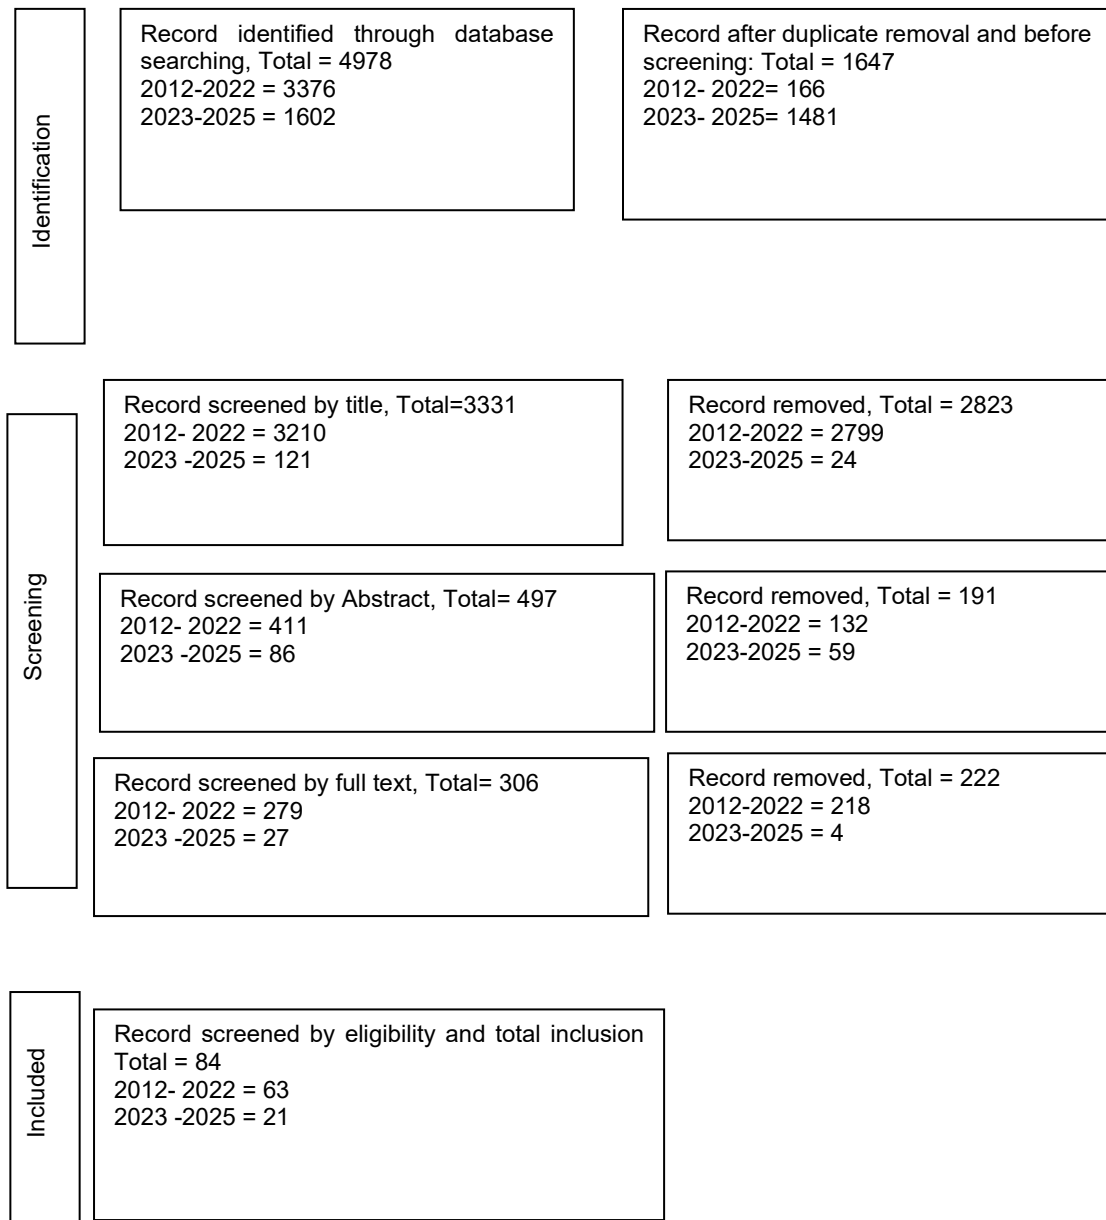 Identification
Record identified through database
searching, Total = 4978
2012-2022 = 3376
2023-2025 = 1602
Record after duplicate removal and before
screening: Total = 1647
2012- 2022= 166
2023- 2025= 1481
Screening
Record screened by title, Total=3331
2012- 2022 = 3210
2023 -2025 = 121
Record removed, Total = 2823
2012-2022 = 2799
2023-2025 = 24
Record screened by Abstract, Total= 497
2012- 2022 = 411
2023 -2025 = 86
Record removed, Total = 191
2012-2022 = 132
2023-2025 = 59
Record screened by full text, Total= 306
2012- 2022 = 279
2023 -2025 = 27
Record removed, Total = 222
2012-2022 = 218
2023-2025 = 4
Included
Record screened by eligibility and total inclusion
Total = 84
2012- 2022 = 63
2023 -2025 = 21